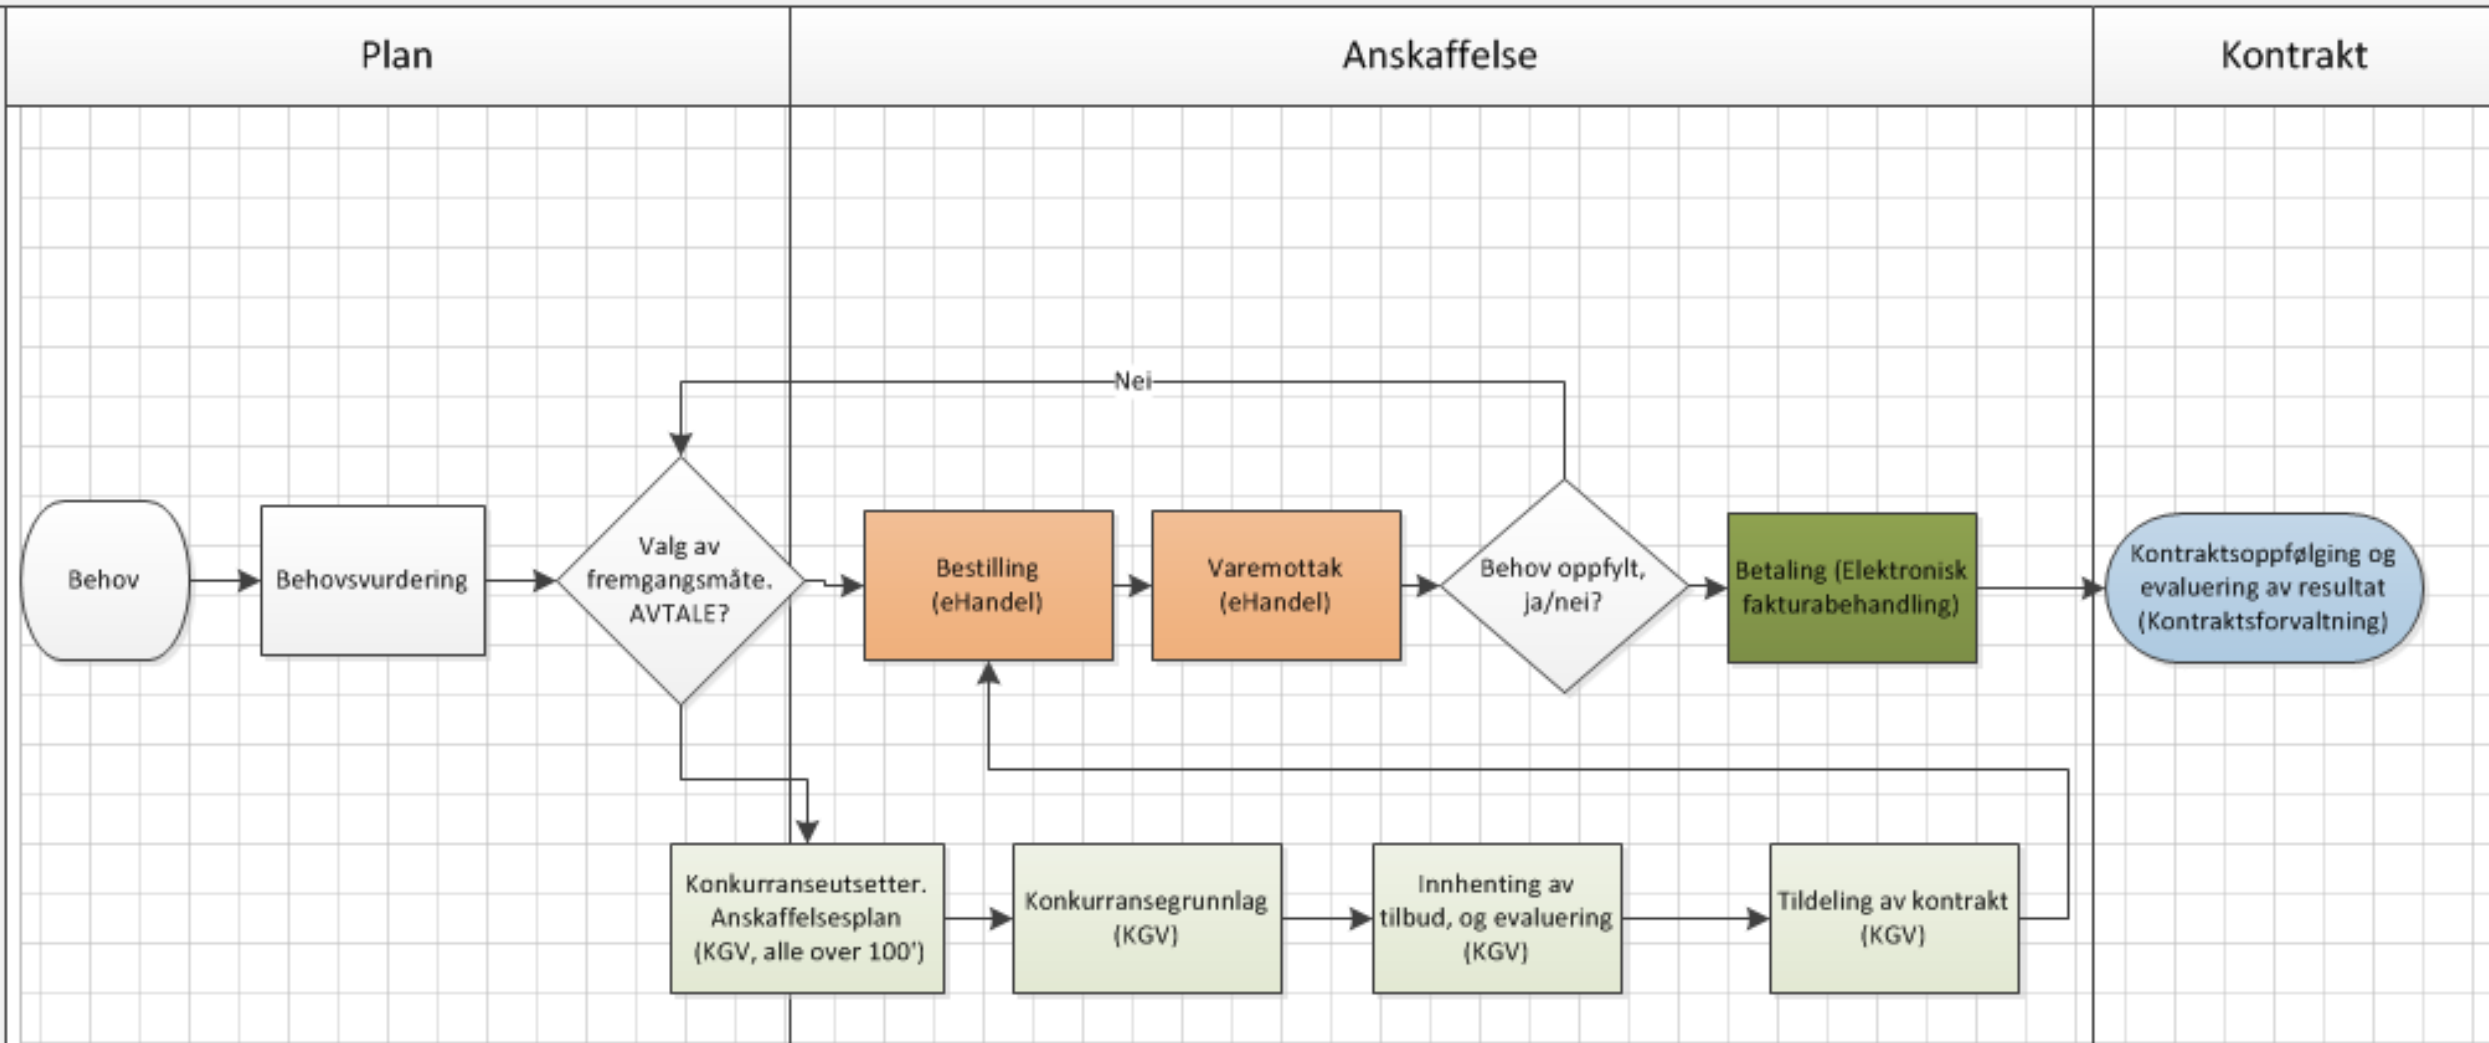 Plan
Anskaffelse
Kontrakt
Nei
Behov
Behovsvurdering
Valg av
fremgangsmåte.
AVTALE?
Bestilling
(eHandel)
Varemottak
(eHandel)
Behov oppfylt,
ja/nei?
Betaling (Elektronisk
fakturabehandling)
Kontraktsoppfølging og
evaluering av resultat
(Kontraktsforvaltning)
Konkurranseutsetter.
Anskaffelsesplan
(KGV, alle over 100')
Konkurransegrunnlag
(KGV)
Innhenting av
tilbud, og evaluering
(KGV)
Tildeling av kontrakt
(KGV)